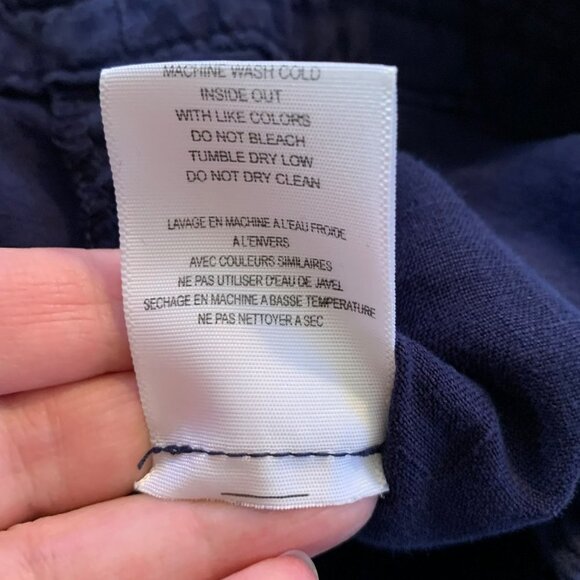 MACHINE WASH COLD
INSIDE OUT
WITH LIKE COLORS
DO NOT BLEACH
TUMBLE DRY LOW
DO NOT DRY CLEAN
LAVAGE EN MACHINE A L'EAU FROIDE
A L'ENVERS
AVEC COULEURS SIMILAIRES
NE PAS UTILISER D'EAU DE JAVEL
SECHAGE EN MACHINE A BASSE TEMPERATURE
NE PAS NETTOYER A SEC